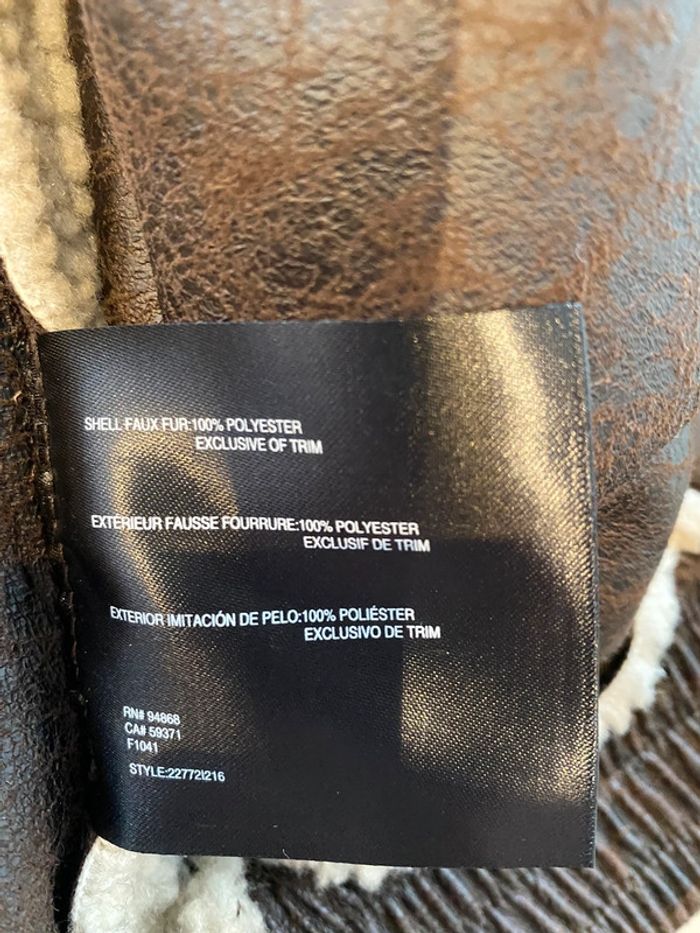 SHELL FAUX FUR:100% POLYESTER
EXCLUSIVE OF TRIM
EXTÉRIEUR FAUSSE FOURRURE:100% POLYESTER
EXCLUSIF DE TRIM
EXTERIOR IMITACIÓN DE PELO:100% POLIÉSTER
EXCLUSIVO DE TRIM
RN# 94868
CA# 59371
F1041
STYLE:22772I216